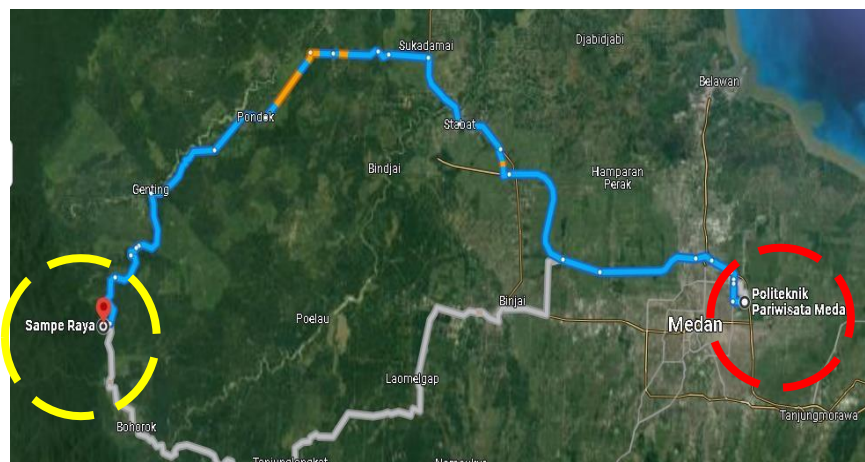 Djabidjabi
Sukadamai
Belawan
Pondok
Stabat
Bindjai
Hamparan
Perak
Genting
Politeknik
Pariwisata Meda
Binjai
Sampe Raya
Poelau
Medan
Laomelgap
Tanjungmorawa
Bohorok